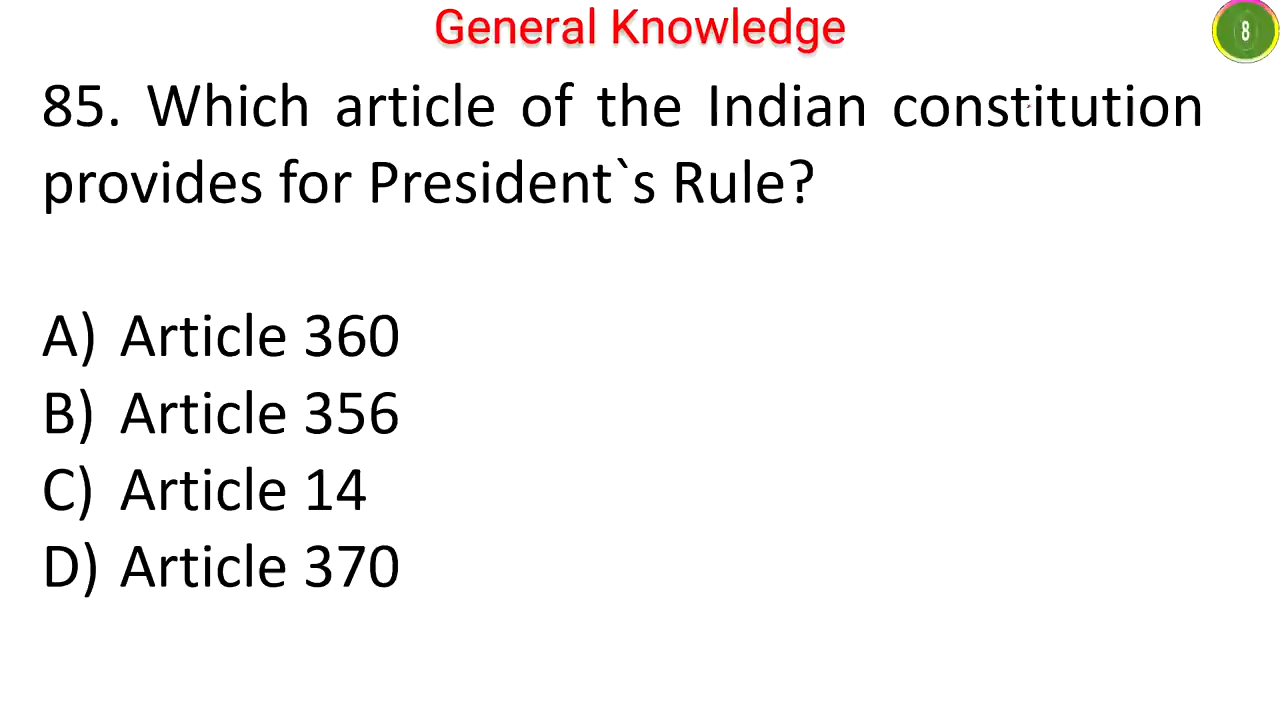 General Knowledge
8
85. Which article of the Indian constitution
provides for President`s Rule?
A) Article 360
B) Article 356
C) Article 14
D) Article 370